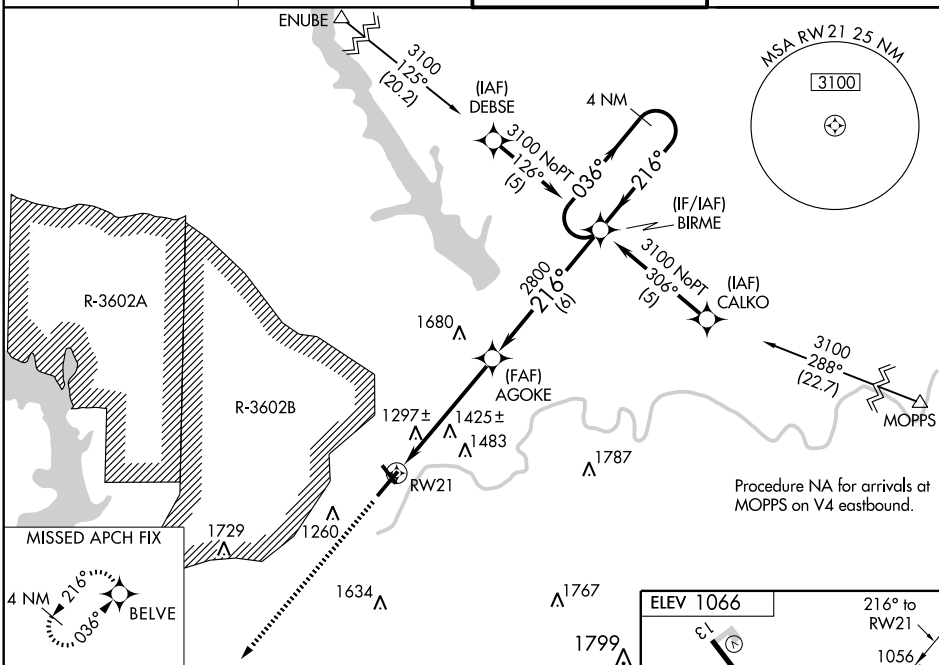 ENUBE
3100
125°
(20.2)
(IAF)
DEBSE
3100 NoPT
126°
(5)
4 NM
036°
216°
MSA RW21 25 NM
3100
(IF/IAF)
BIRME
3100 NoPT
306°
(5)
(IAF)
CALKO
2800
216°
(6)
R-3602A
1680
3100
288°
(22.7)
MOPPS
(FAF)
AGOKE
R-3602B
1297±
1425±
1483
1787
RW21
Procedure NA for arrivals at
MOPPS on V4 eastbound.
1260
1729
MISSED APCH FIX
216°
4 NM
036°
BELVE
1634
1767
1799
ELEV 1066
216° to
RW21
13
V
1056